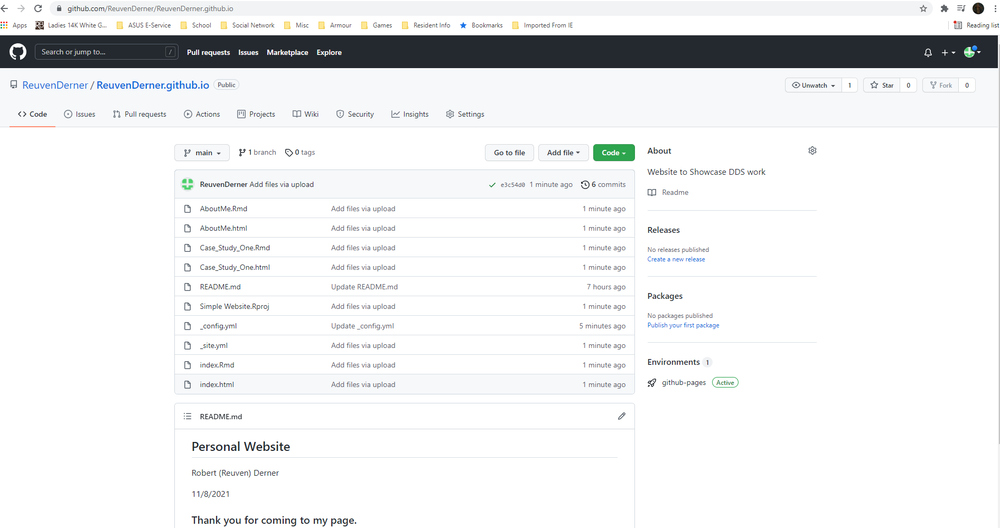 github.com/ReuvenDerner/ReuvenDerner.github.io
Apps RB Ladies 14K White G... ASUS E-Service School Social Network Misc Armour Games Resident Info Bookmarks Imported From IE Reading list
Search or jump to... / Pull requests Issues Marketplace Explore
ReuvenDerner / ReuvenDerner.github.io Public Unwatch 1 Star 0 Fork 0
Code Issues Pull requests Actions Projects Wiki Security Insights Settings
main 1 branch 0 tags Go to file Add file Code
ReuvenDerner Add files via upload e3c54d0 1 minute ago 6 commits
AboutMe.Rmd Add files via upload 1 minute ago
AboutMe.html Add files via upload 1 minute ago
Case_Study_One.Rmd Add files via upload 1 minute ago
Case_Study_One.html Add files via upload 1 minute ago
README.md Update README.md 7 hours ago
Simple Website.Rproj Add files via upload 1 minute ago
_config.yml Update _config.yml 5 minutes ago
_site.yml Add files via upload 1 minute ago
index.Rmd Add files via upload 1 minute ago
index.html Add files via upload 1 minute ago
README.md
Personal Website
Robert (Reuven) Derner
11/8/2021
Thank you for coming to my page.
About
Website to Showcase DDS work
Readme
Releases
No releases published
Create a new release
Packages
No packages published
Publish your first package
Environments 1
github-pages Active